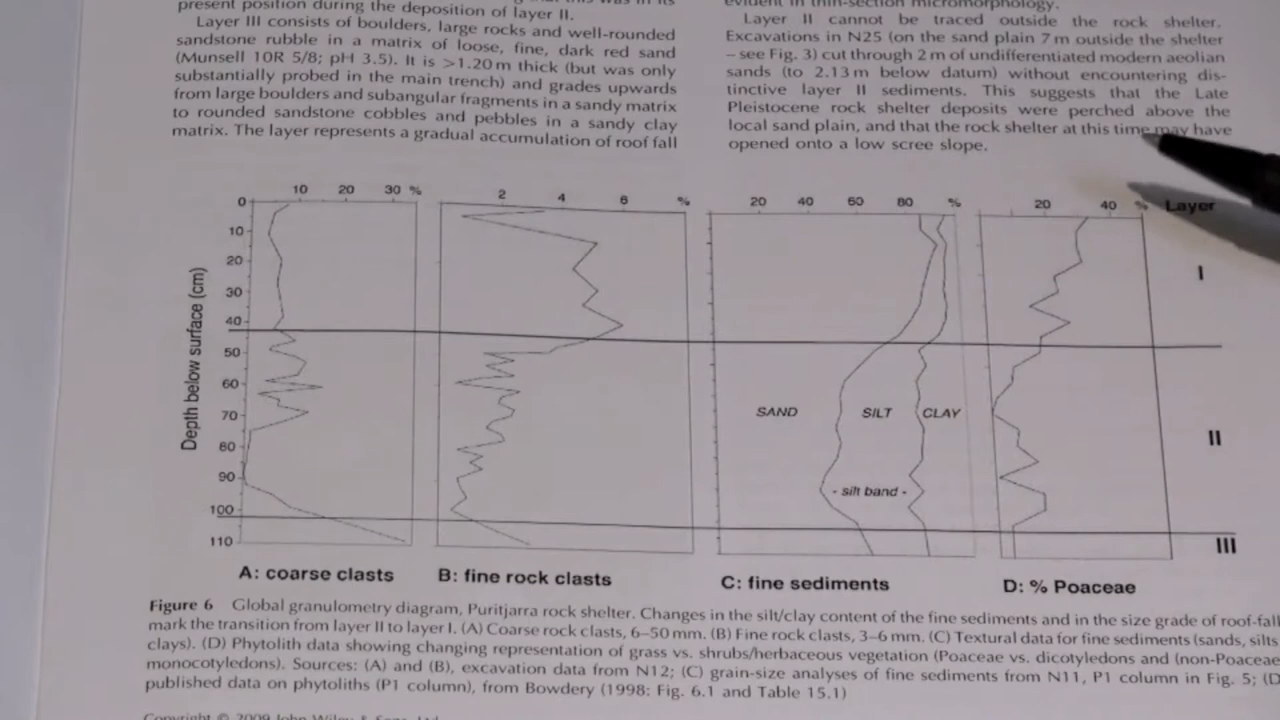 present position during the deposition of layer II.
Layer III consists of boulders, large rocks and well-rounded
sandstone rubble in a matrix of loose, fine, dark red sand
(Munsell 10R 5/8; pH 3.5). It is >1.20 m thick (but was only
substantially probed in the main trench) and grades upwards
from large boulders and subangular fragments in a sandy matrix
to rounded sandstone cobbles and pebbles in a sandy clay
matrix. The layer represents a gradual accumulation of roof fall
evident in thin-section micromorphology.
Layer II cannot be traced outside the rock shelter.
Excavations in N25 (on the sand plain 7 m outside the shelter
– see Fig. 3) cut through 2 m of undifferentiated modern aeolian
sands (to 2.13 m below datum) without encountering dis-
tinctive layer II sediments. This suggests that the Late
Pleistocene rock shelter deposits were perched above the
local sand plain, and that the rock shelter at this time may have
opened onto a low scree slope.
10 20 30 % 2 4 6 % 20 40 60 80 % 20 40 % Layer
0
10
20
30
40
50
60
70
80
90
100
110
Depth below surface (cm)
SAND SILT CLAY
- silt band -
I
II
III
A: coarse clasts B: fine rock clasts C: fine sediments D: % Poaceae
Figure 6 Global granulometry diagram, Puritjarra rock shelter. Changes in the silt/clay content of the fine sediments and in the size grade of roof-fall
mark the transition from layer II to layer I. (A) Coarse rock clasts, 6–50 mm. (B) Fine rock clasts, 3–6 mm. (C) Textural data for fine sediments (sands, silts
clays). (D) Phytolith data showing changing representation of grass vs. shrubs/herbaceous vegetation (Poaceae vs. dicotyledons and (non-Poaceae
monocotyledons). Sources: (A) and (B), excavation data from N12; (C) grain-size analyses of fine sediments from N11, P1 column in Fig. 5; (D
published data on phytoliths (P1 column), from Bowdery (1998: Fig. 6.1 and Table 15.1)
Copyright © 2009 John Wiley & Sons, Ltd.